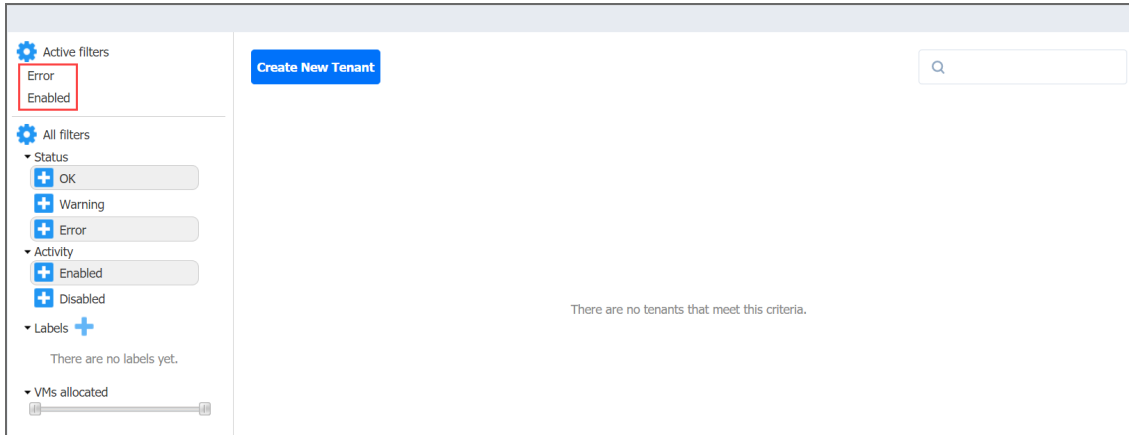 Active filters
Error
Enabled
All filters
Status
OK
Warning
Error
Activity
Enabled
Disabled
Labels
There are no labels yet.
VMs allocated
Create New Tenant
There are no tenants that meet this criteria.